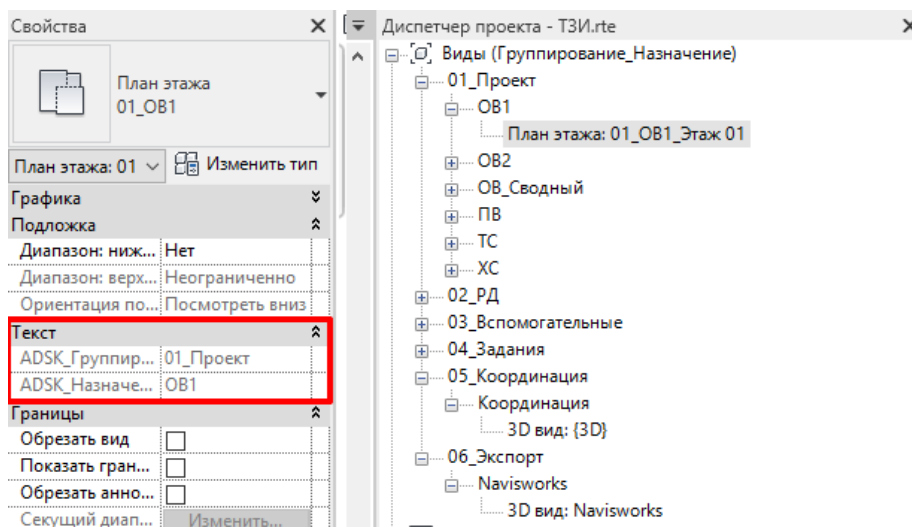 Свойства
План этажа
01_ОВ1
План этажа: 01
Изменить тип
Графика
Подложка
Диапазон: ниж... Нет
Диапазон: верх... Неограниченно
Ориентация по... Посмотреть вниз
Текст
ADSK_Группир... 01_Проект
ADSK_Назначе... ОВ1
Границы
Обрезать вид
Показать гран...
Обрезать анно...
Секущий диап... Изменить...
Диспетчер проекта - ТЗИ.rte
Виды (Группирование_Назначение)
01_Проект
ОВ1
План этажа: 01_ОВ1_Этаж 01
ОВ2
ОВ_Сводный
ПВ
ТС
ХС
02_РД
03_Вспомогательные
04_Задания
05_Координация
Координация
3D вид: {3D}
06_Экспорт
Navisworks
3D вид: Navisworks